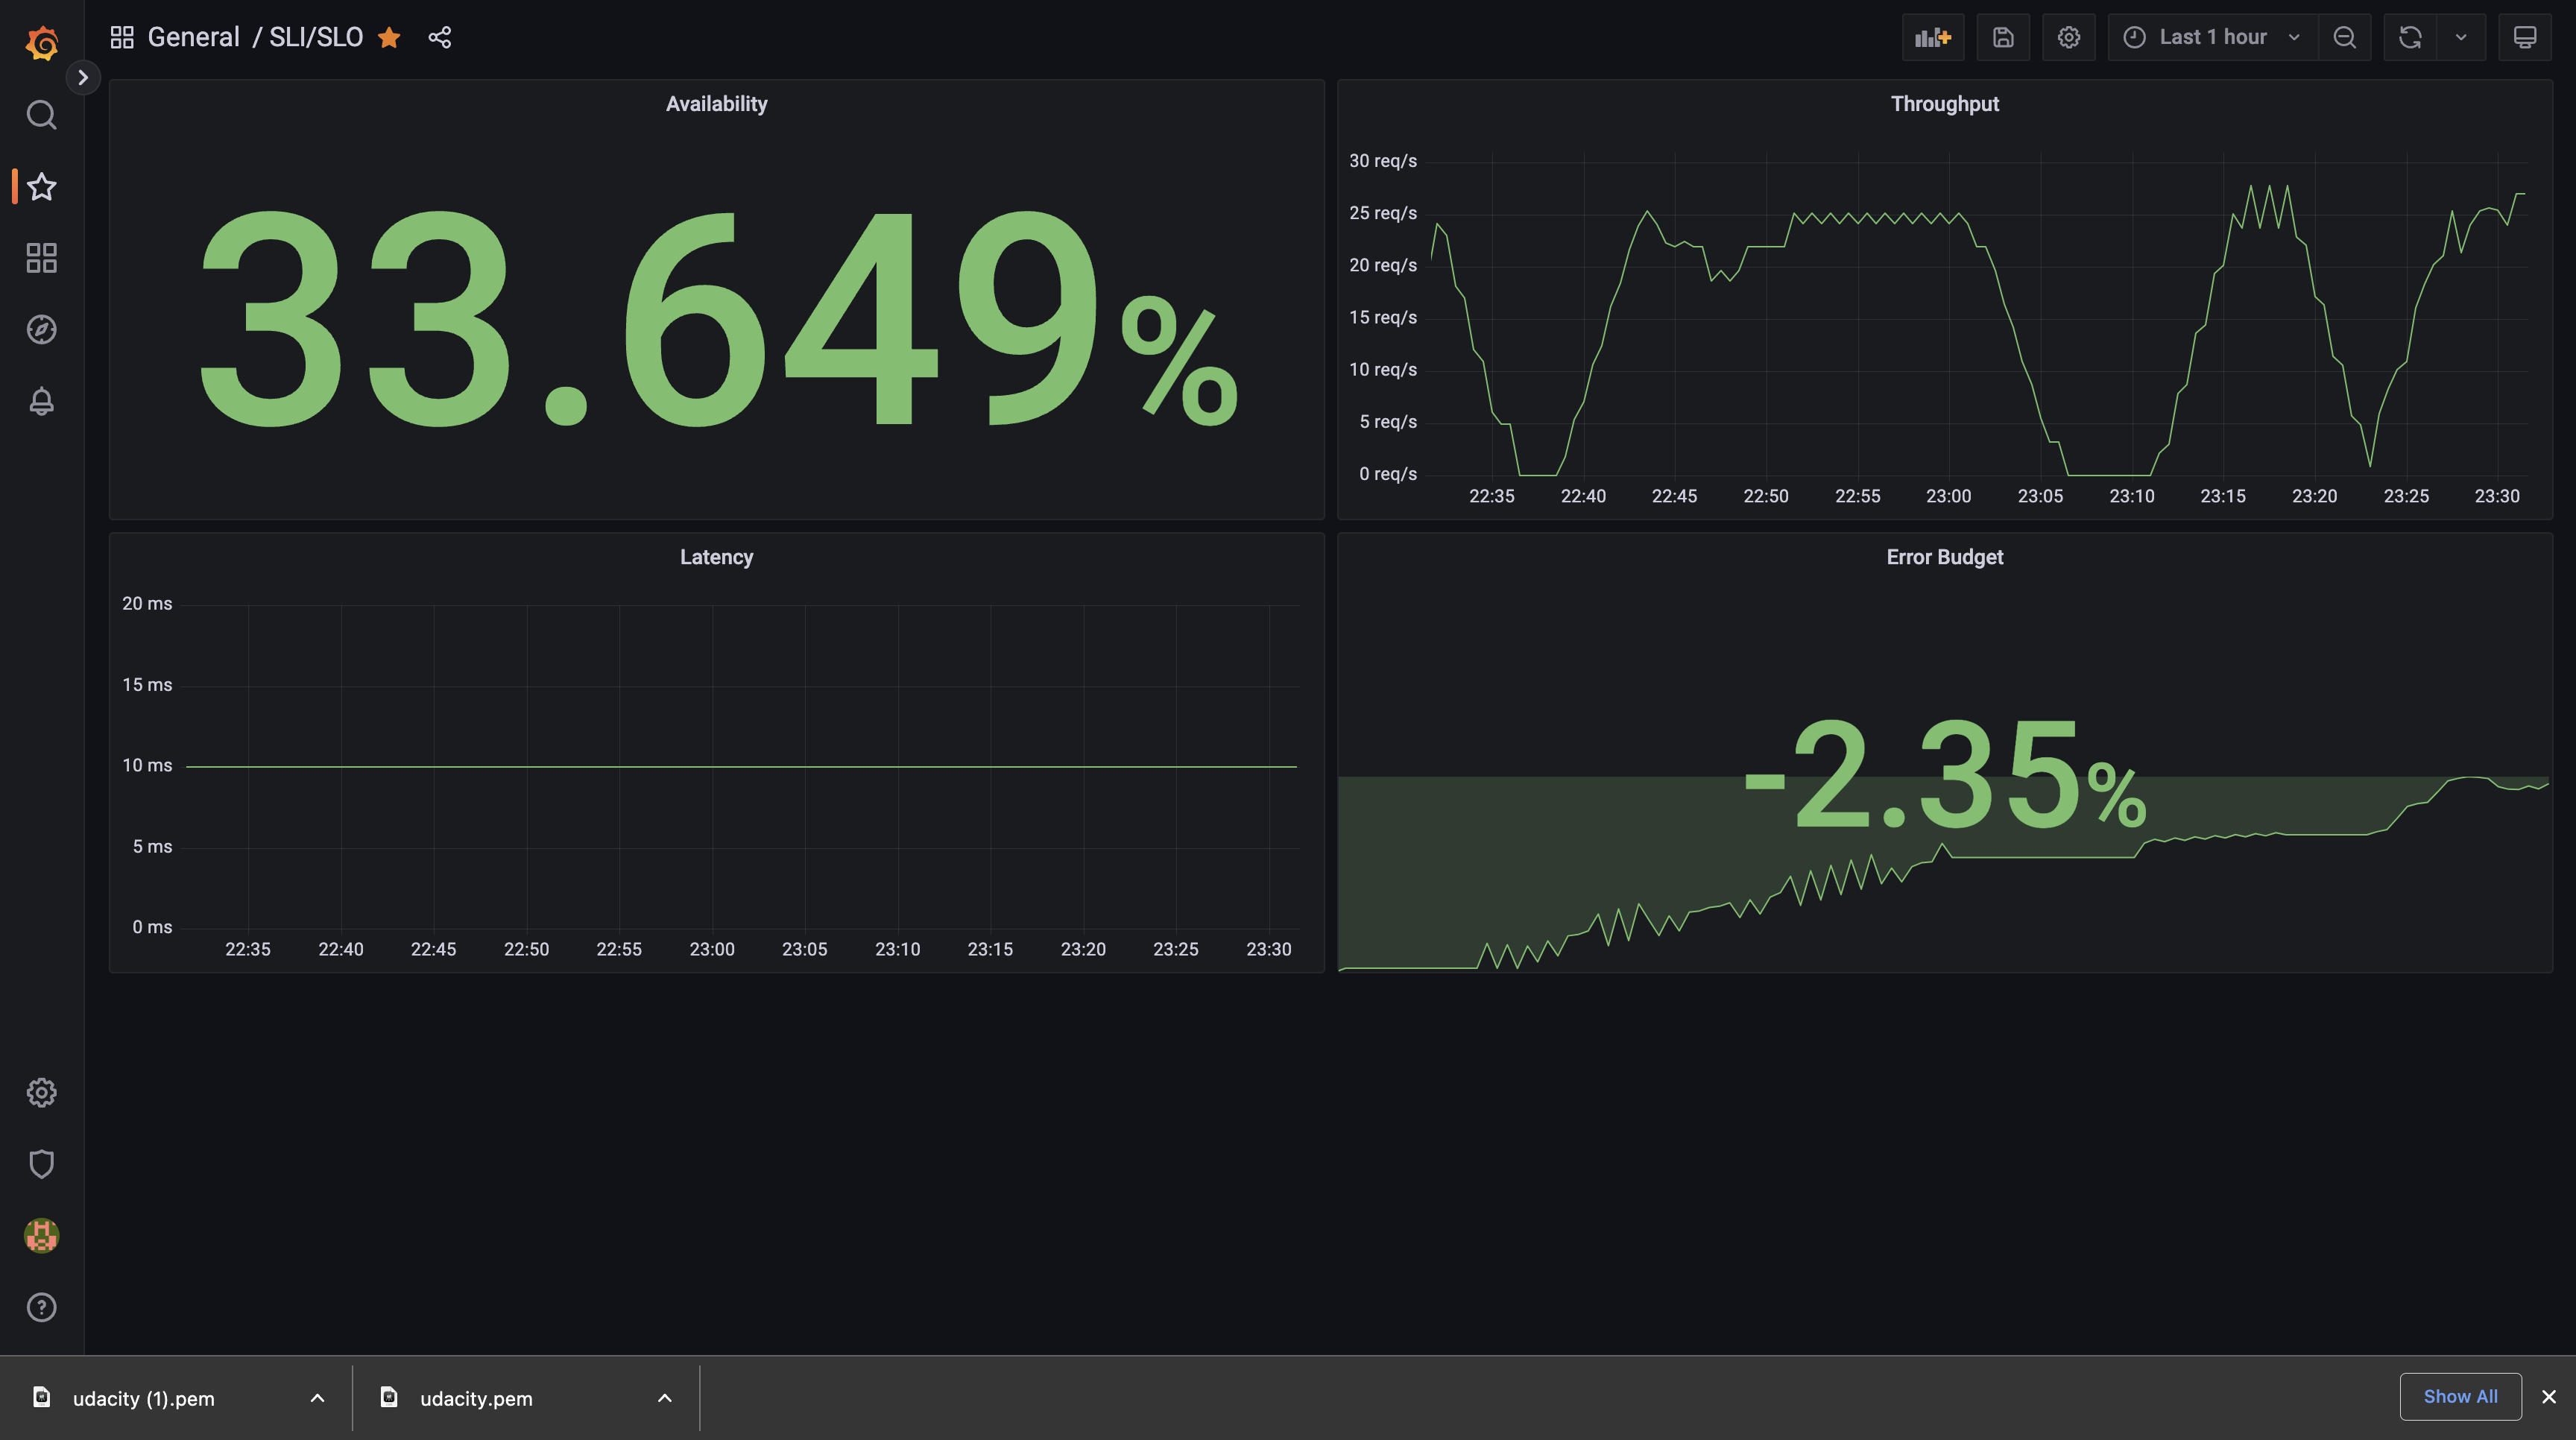 General / SLI/SLO
Last 1 hour
Availability
33.649%
Throughput
30 req/s
25 req/s
20 req/s
15 req/s
10 req/s
5 req/s
0 req/s
22:35 22:40 22:45 22:50 22:55 23:00 23:05 23:10 23:15 23:20 23:25 23:30
Latency
20 ms
15 ms
10 ms
5 ms
0 ms
22:35 22:40 22:45 22:50 22:55 23:00 23:05 23:10 23:15 23:20 23:25 23:30
Error Budget
-2.35%
udacity (1).pem
udacity.pem
Show All